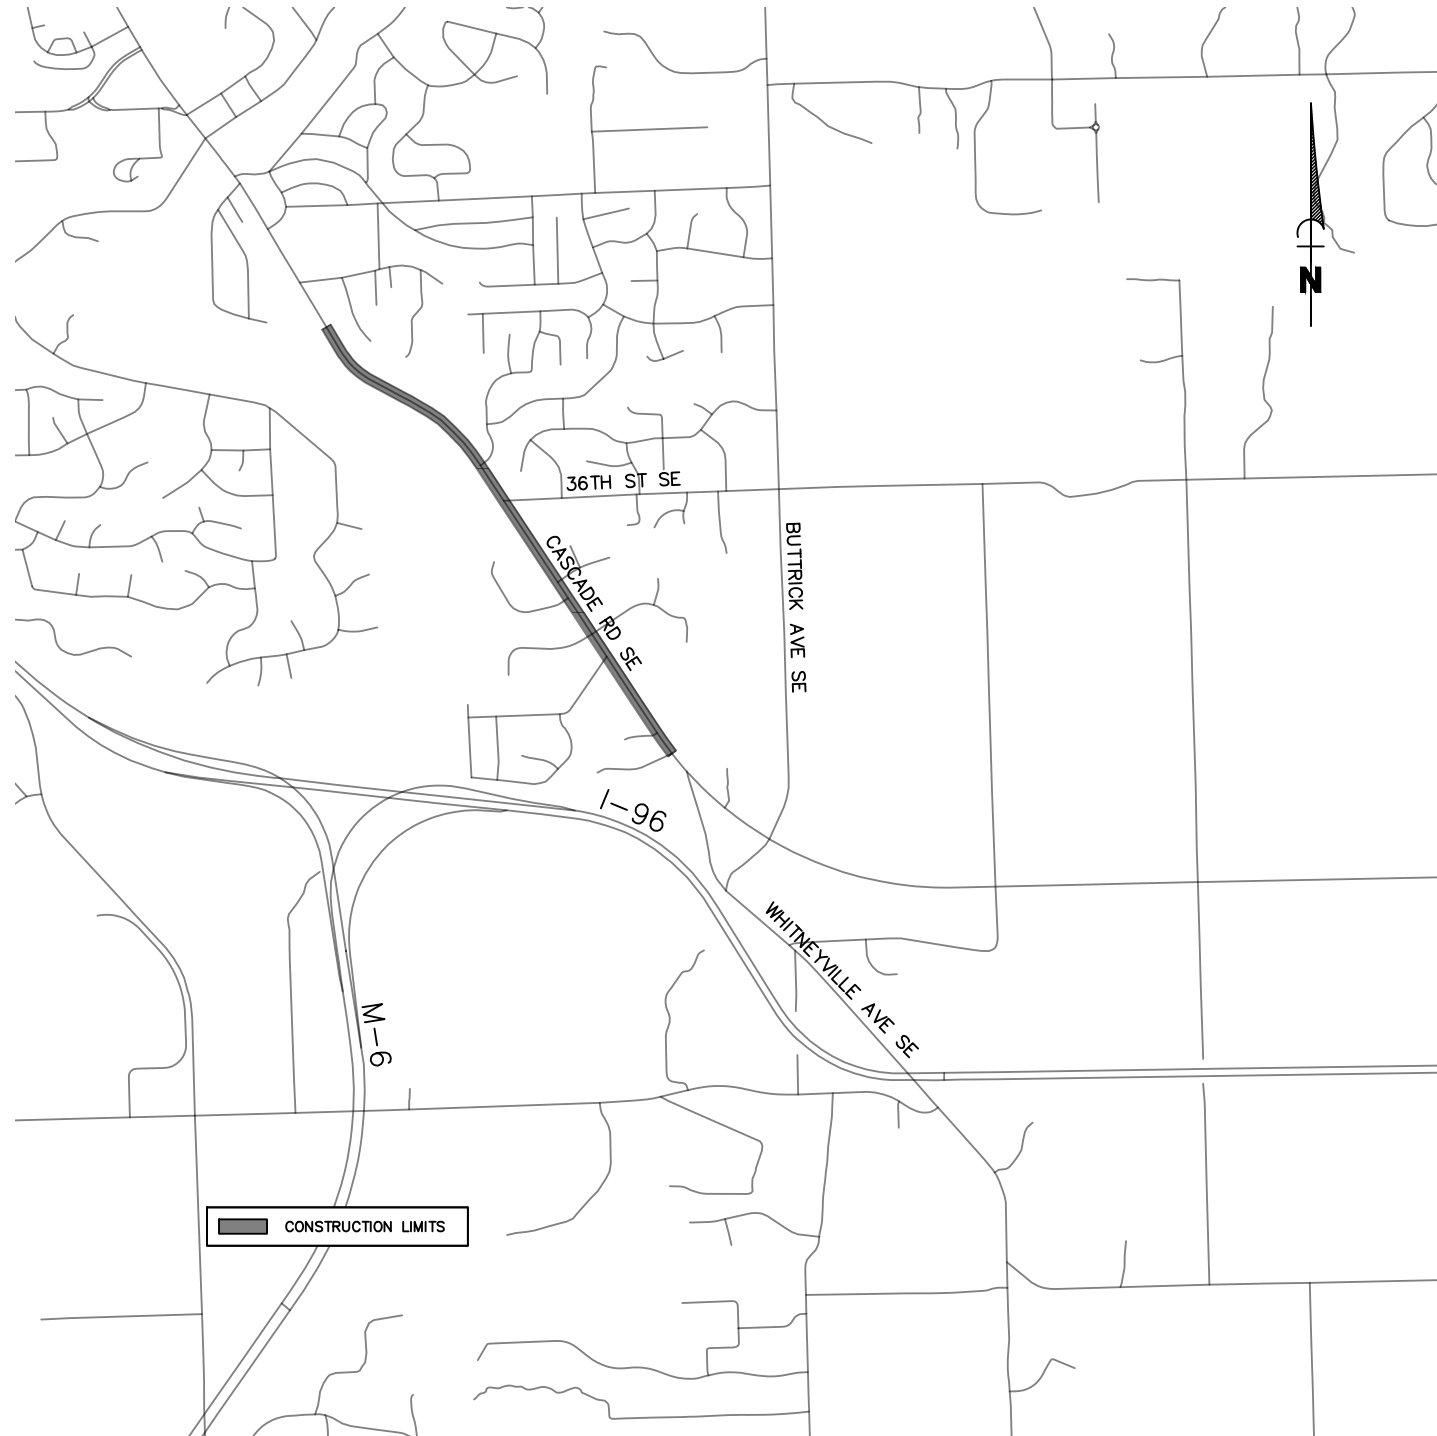 N
36TH ST SE
CASCADE RD SE
BUTTRICK AVE SE
I-96
WHITNEYVILLE AVE SE
M-6
CONSTRUCTION LIMITS